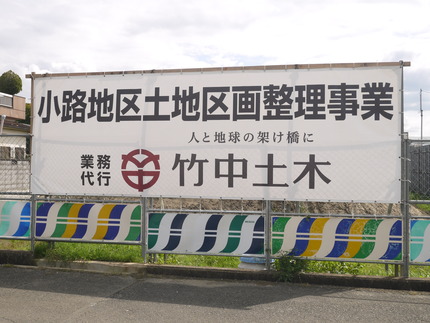 小路地区土地区画整理事業
人と地球の架け橋に
業務
代行
竹中土木